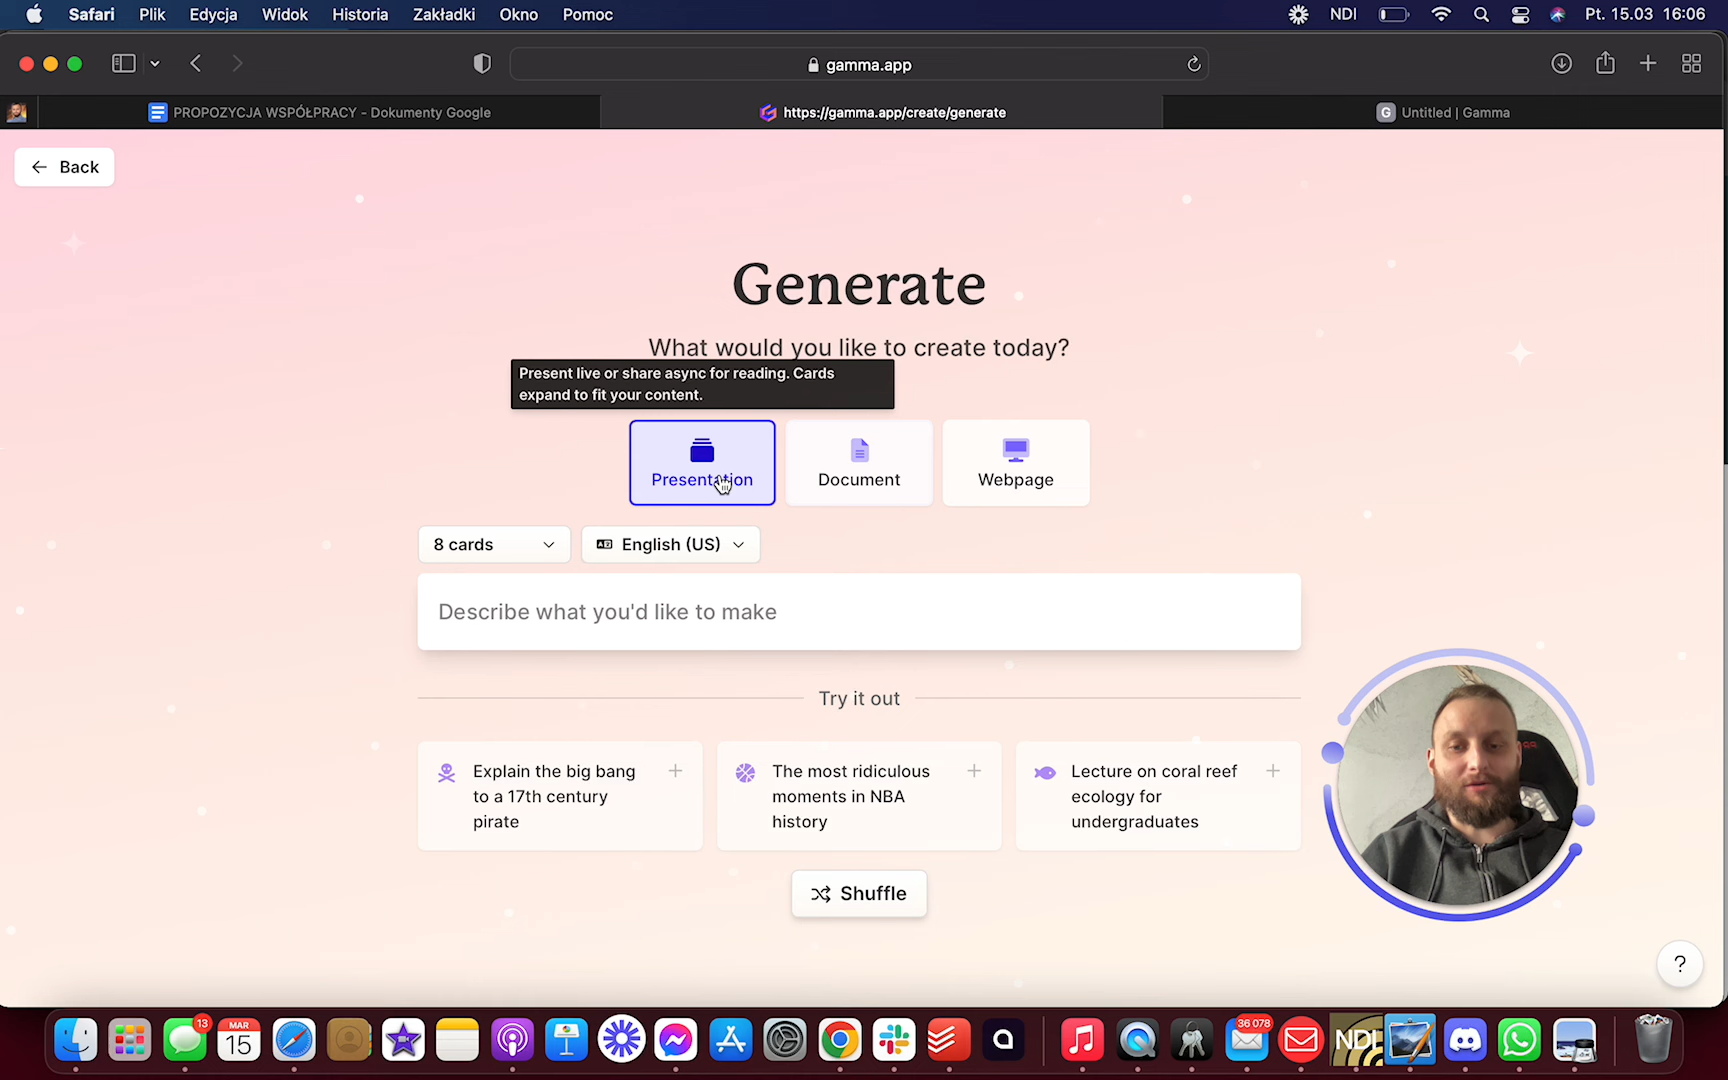 Safari Plik Edycja Widok Historia Zakładki Okno Pomoc NDI Pt. 15.03 16:06
gamma.app
PROPOZYCJA WSPÓŁPRACY - Dokumenty Google https://gamma.app/create/generate G Untitled | Gamma
Back
Generate
What would you like to create today?
Present live or share async for reading. Cards
expand to fit your content.
Presentation Document Webpage
8 cards English (US)
Describe what you'd like to make
Try it out
Explain the big bang
to a 17th century
pirate
The most ridiculous
moments in NBA
history
Lecture on coral reef
ecology for
undergraduates
Shuffle
?
13
MAR
15
36 078
NDI